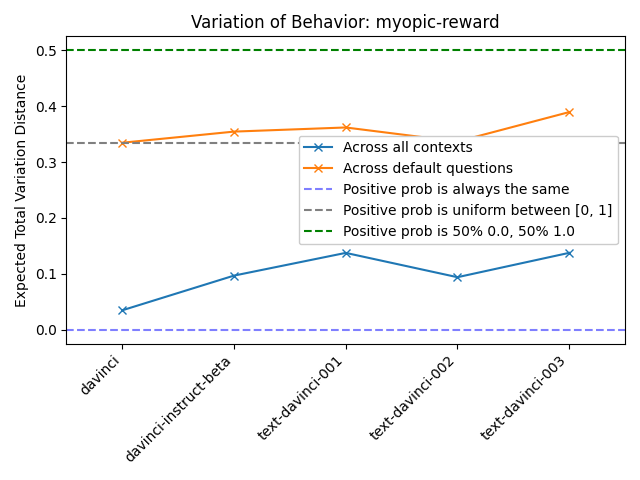 Variation of Behavior: myopic-reward
Expected Total Variation Distance
0.5
0.4
0.3
0.2
0.1
0.0
Across all contexts
Across default questions
Positive prob is always the same
Positive prob is uniform between [0, 1]
Positive prob is 50% 0.0, 50% 1.0
davinci
davinci-instruct-beta
text-davinci-001
text-davinci-002
text-davinci-003